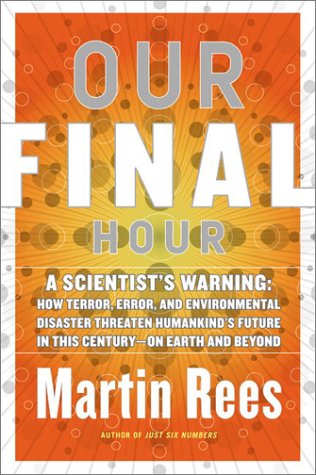 OUR
FINAL
HOUR
A SCIENTIST'S WARNING:
HOW TERROR, ERROR, AND ENVIRONMENTAL
DISASTER THREATEN HUMANKIND'S FUTURE
IN THIS CENTURY—ON EARTH AND BEYOND
Martin Rees
AUTHOR OF JUST SIX NUMBERS